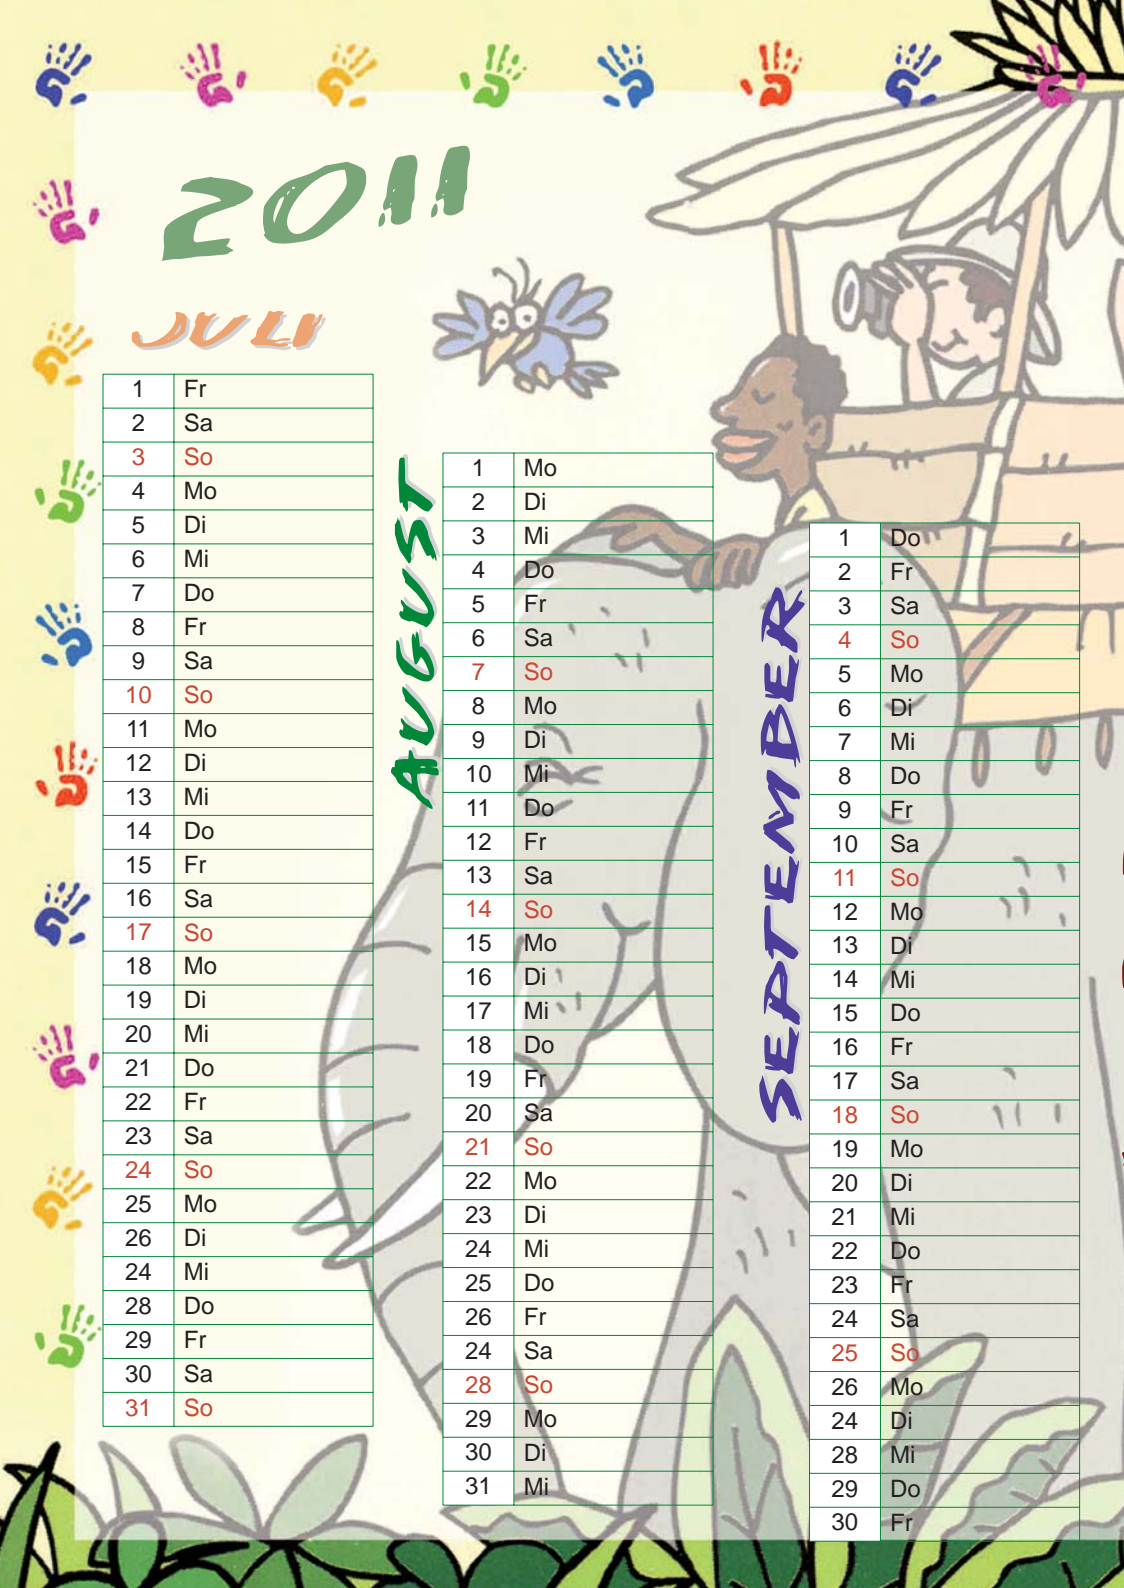 2011
JULI
1 Fr
2 Sa
3 So
4 Mo
5 Di
6 Mi
7 Do
8 Fr
9 Sa
10 So
11 Mo
12 Di
13 Mi
14 Do
15 Fr
16 Sa
17 So
18 Mo
19 Di
20 Mi
21 Do
22 Fr
23 Sa
24 So
25 Mo
26 Di
24 Mi
28 Do
29 Fr
30 Sa
31 So
AUGUST
1 Mo
2 Di
3 Mi
4 Do
5 Fr
6 Sa
7 So
8 Mo
9 Di
10 Mi
11 Do
12 Fr
13 Sa
14 So
15 Mo
16 Di
17 Mi
18 Do
19 Fr
20 Sa
21 So
22 Mo
23 Di
24 Mi
25 Do
26 Fr
24 Sa
28 So
29 Mo
30 Di
31 Mi
SEPTEMBER
1 Do
2 Fr
3 Sa
4 So
5 Mo
6 Di
7 Mi
8 Do
9 Fr
10 Sa
11 So
12 Mo
13 Di
14 Mi
15 Do
16 Fr
17 Sa
18 So
19 Mo
20 Di
21 Mi
22 Do
23 Fr
24 Sa
25 So
26 Mo
24 Di
28 Mi
29 Do
30 Fr